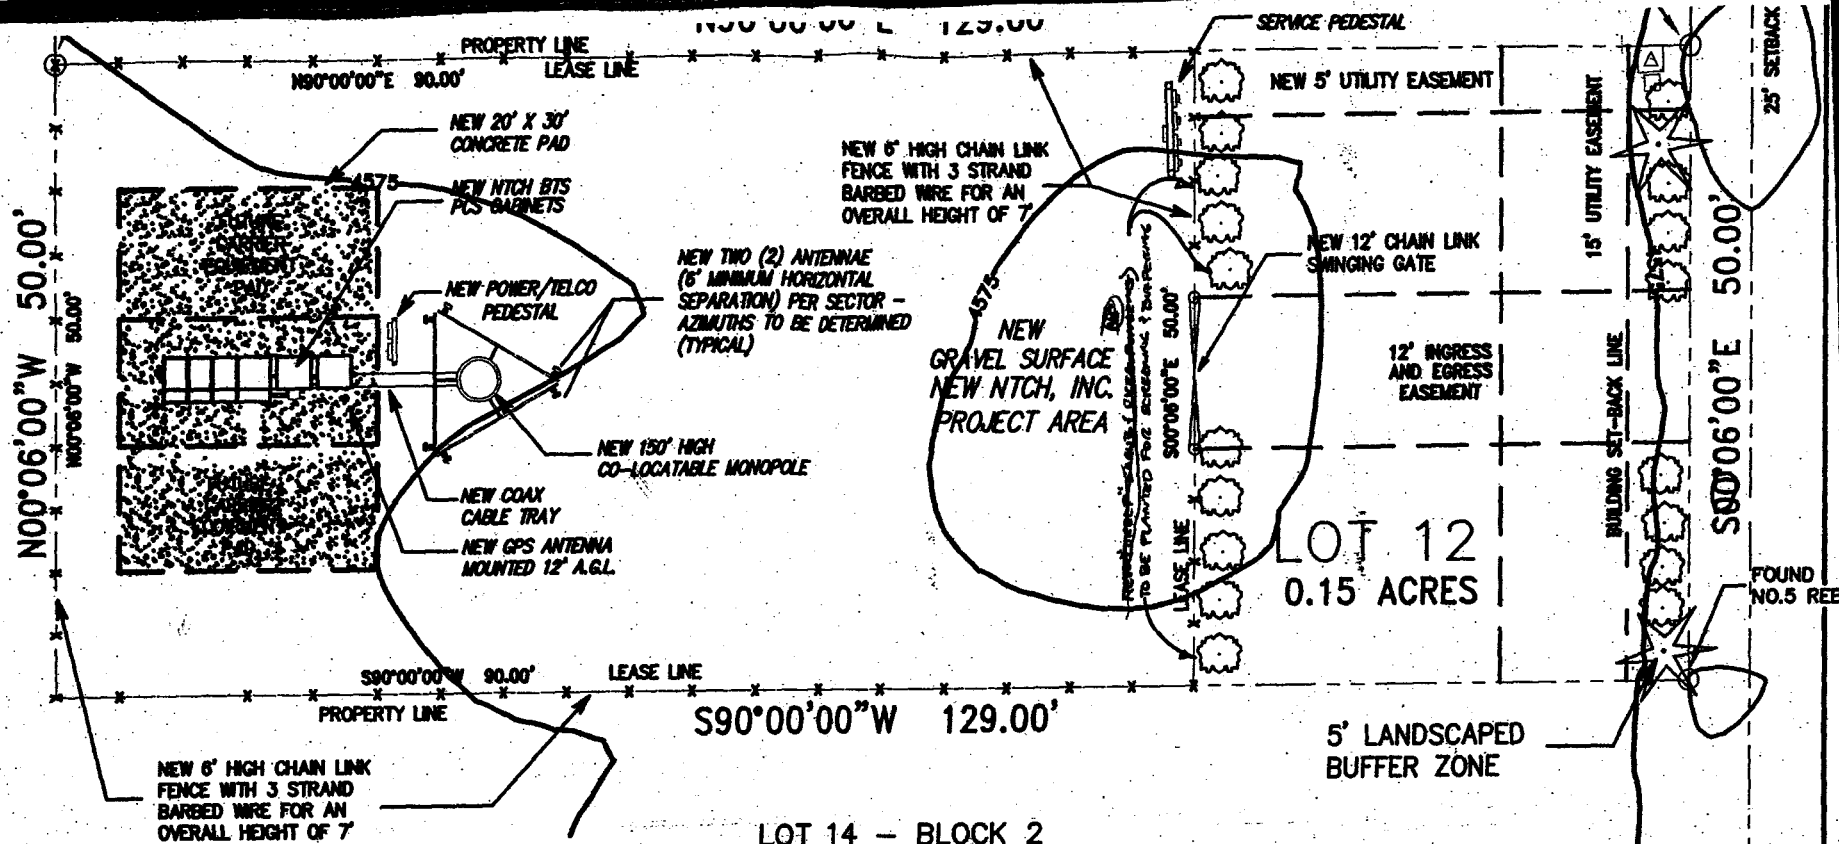 N90°00'00"E 129.00'
SERVICE PEDESTAL
PROPERTY LINE
LEASE LINE
N90°00'00"E 90.00'
NEW 5' UTILITY EASEMENT
15' UTILITY EASEMENT
25' SETBACK
NEW 20' X 30'
CONCRETE PAD
4575
NEW NTCH BTS
PCS CABINETS
NEW 6' HIGH CHAIN LINK
FENCE WITH 3 STRAND
BARBED WIRE FOR AN
OVERALL HEIGHT OF 7'
CARRIER
EQUIPMENT
PAD
N00°06'00"W 50.00'
N00°06'00"W 50.00'
NEW POWER/TELCO
PEDESTAL
NEW TWO (2) ANTENNAE
(6' MINIMUM HORIZONTAL
SEPARATION) PER SECTOR –
AZIMUTHS TO BE DETERMINED
(TYPICAL)
4575
NEW 12' CHAIN LINK
SWINGING GATE
NEW
GRAVEL SURFACE
NEW NTCH, INC.
PROJECT AREA
TO BE PLANTED FOR SCREENING & BUFFERING
S00°06'00"E 50.00'
LEASE LINE
12' INGRESS
AND EGRESS
EASEMENT
BUILDING SET-BACK LINE
S00°06'00"E 50.00'
NEW 150' HIGH
CO-LOCATABLE MONOPOLE
NEW COAX
CABLE TRAY
NEW GPS ANTENNA
MOUNTED 12' A.G.L.
LOT 12
0.15 ACRES
FOUND
NO.5 REB
S90°00'00"W 90.00'
LEASE LINE
PROPERTY LINE
S90°00'00"W 129.00'
5' LANDSCAPED
BUFFER ZONE
NEW 6' HIGH CHAIN LINK
FENCE WITH 3 STRAND
BARBED WIRE FOR AN
OVERALL HEIGHT OF 7'
LOT 14 – BLOCK 2